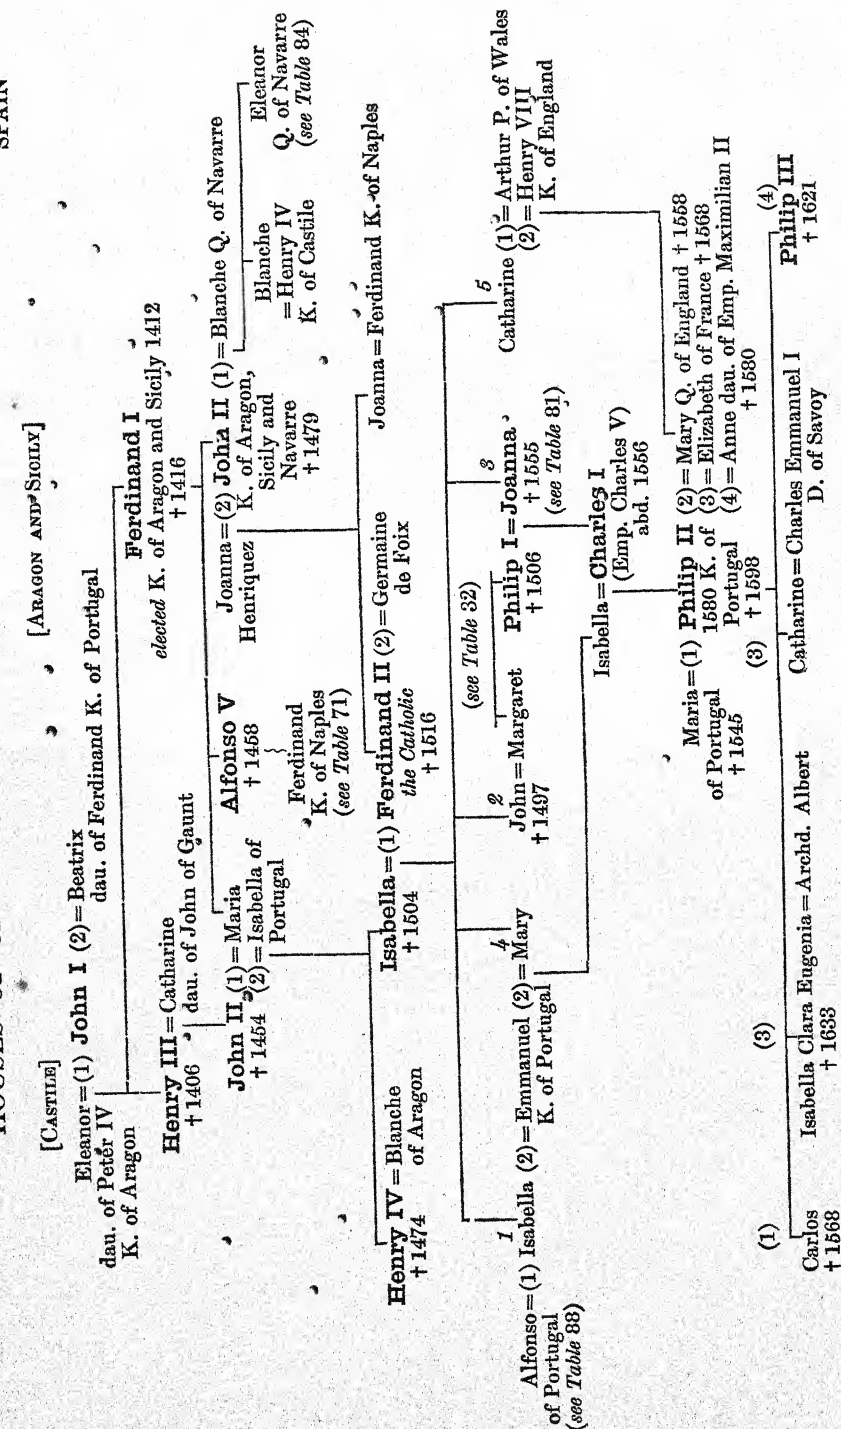 SPAIN
[CASTILE]
[ARAGON AND SICILY]
Eleanor=(1) John I (2)=Beatrix
dau. of Peter IV
K. of Aragon
dau. of Ferdinand K. of Portugal
Henry III=Catharine
†1406
dau. of John of Gaunt
Ferdinand I
elected K. of Aragon and Sicily 1412
†1416
John II (1)=Maria
†1454 (2)=Isabella of
Portugal
Alfonso V
†1458
Ferdinand
K. of Naples
(see Table 71)
Joanna=(2) John II (1)=Blanche Q. of Navarre
Henriquez
K. of Aragon,
Sicily and
Navarre
†1479
Blanche
=Henry IV
K. of Castile
Eleanor
Q. of Navarre
(see Table 84)
Henry IV=Blanche
†1474
of Aragon
Isabella=(1) Ferdinand II (2)=Germaine
†1504
the Catholic
†1516
de Foix
Joanna=Ferdinand K. of Naples
1
Alfonso=(1) Isabella (2)=Emmanuel (2)=Mary
of Portugal
(see Table 88)
K. of Portugal
4
2
John=Margaret
†1497
(see Table 32)
3
Philip I=Joanna
†1506
†1555
(see Table 81)
5
Catharine (1)=Arthur P. of Wales
(2)=Henry VIII
K. of England
Isabella=Charles I
(Emp. Charles V)
abd. 1556
Maria=(1) Philip II (2)=Mary Q. of England †1558
of Portugal
†1545
1580 K. of
Portugal
†1598
(3)=Elizabeth of France †1568
(4)=Anne dau. of Emp. Maximilian II
†1580
(1)
Carlos
†1568
(3)
Isabella Clara Eugenia=Archd. Albert
†1633
(3)
Catharine=Charles Emmanuel I
D. of Savoy
(4)
Philip III
†1621